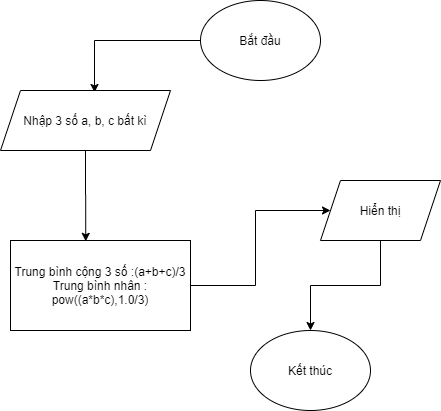 Bắt đầu
Nhập 3 số a, b, c bất kì
Hiển thị
Trung bình cộng 3 số :(a+b+c)/3
Trung bình nhân :
pow((a*b*c),1.0/3)
Kết thúc